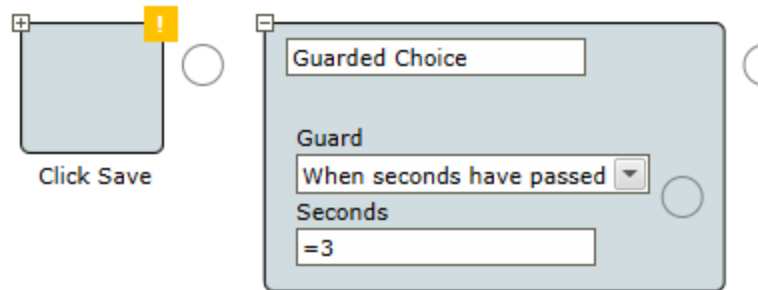 !
Click Save
Guarded Choice
Guard
When seconds have passed
Seconds
=3